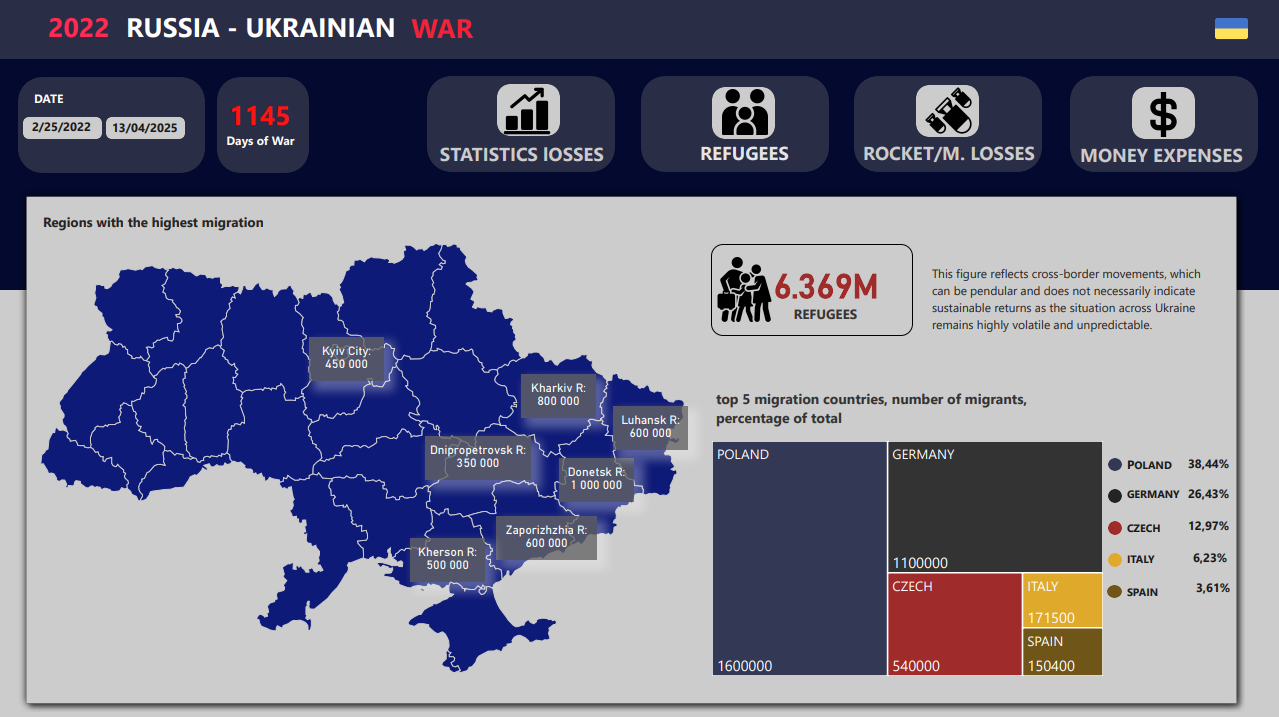 2022 RUSSIA - UKRAINIAN WAR
DATE
2/25/2022 13/04/2025
1145
Days of War
STATISTICS lOSSES
REFUGEES
ROCKET/M. LOSSES
MONEY EXPENSES
Regions with the highest migration
Kyiv City:
450 000
Kharkiv R:
800 000
Luhansk R:
600 000
Dnipropetrovsk R:
350 000
Donetsk R:
1 000 000
Zaporizhzhia R:
600 000
Kherson R:
500 000
6.369M
REFUGEES
This figure reflects cross-border movements, which
can be pendular and does not necessarily indicate
sustainable returns as the situation across Ukraine
remains highly volatile and unpredictable.
top 5 migration countries, number of migrants,
percentage of total
POLAND
1600000
GERMANY
1100000
CZECH
540000
ITALY
171500
SPAIN
150400
POLAND 38,44%
GERMANY 26,43%
CZECH 12,97%
ITALY 6,23%
SPAIN 3,61%